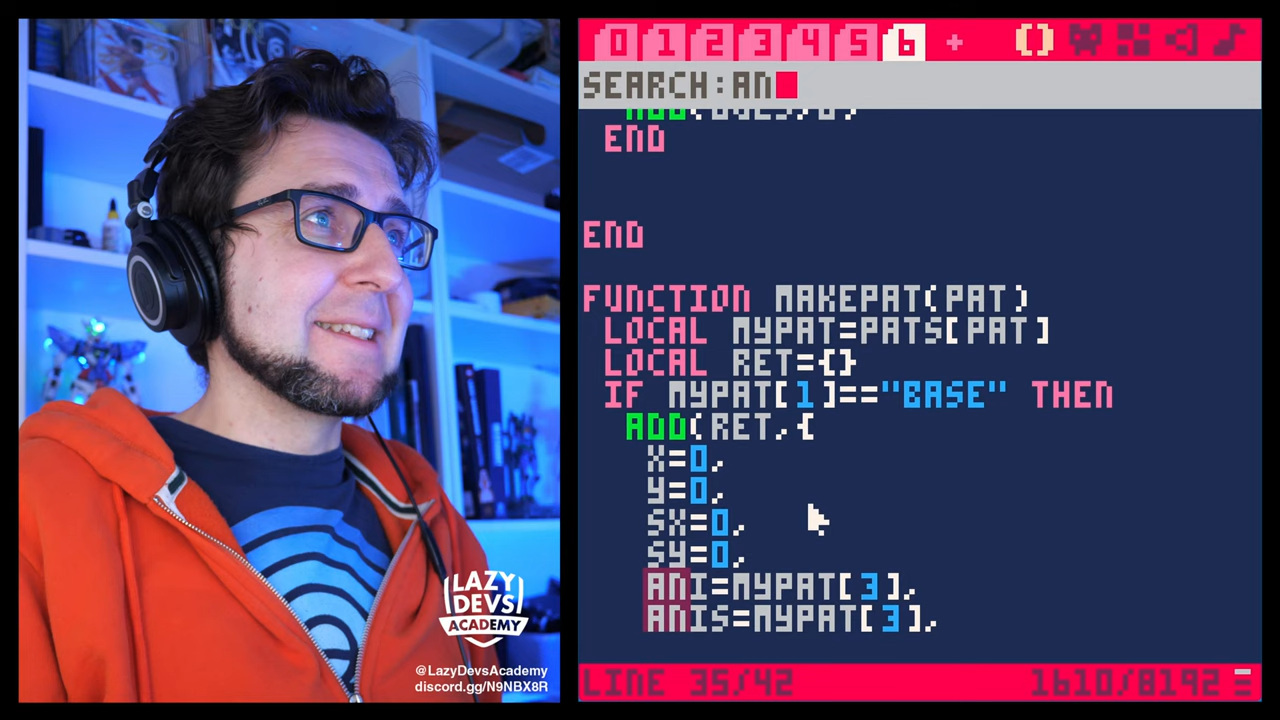 0 1 2 3 4 5 6 + ()
SEARCH:AN
END
END
FUNCTION MAKEPAT(PAT)
LOCAL MYPAT=PATS[PAT]
LOCAL RET={}
IF MYPAT[1]=="BASE" THEN
ADD(RET,{
X=0,
Y=0,
SX=0,
SY=0,
ANI=MYPAT[3],
ANIS=MYPAT[3],
LINE 35/42
1610/8192
LAZY
DEVS
ACADEMY
@LazyDevsAcademy
discord.gg/N9NBX8R